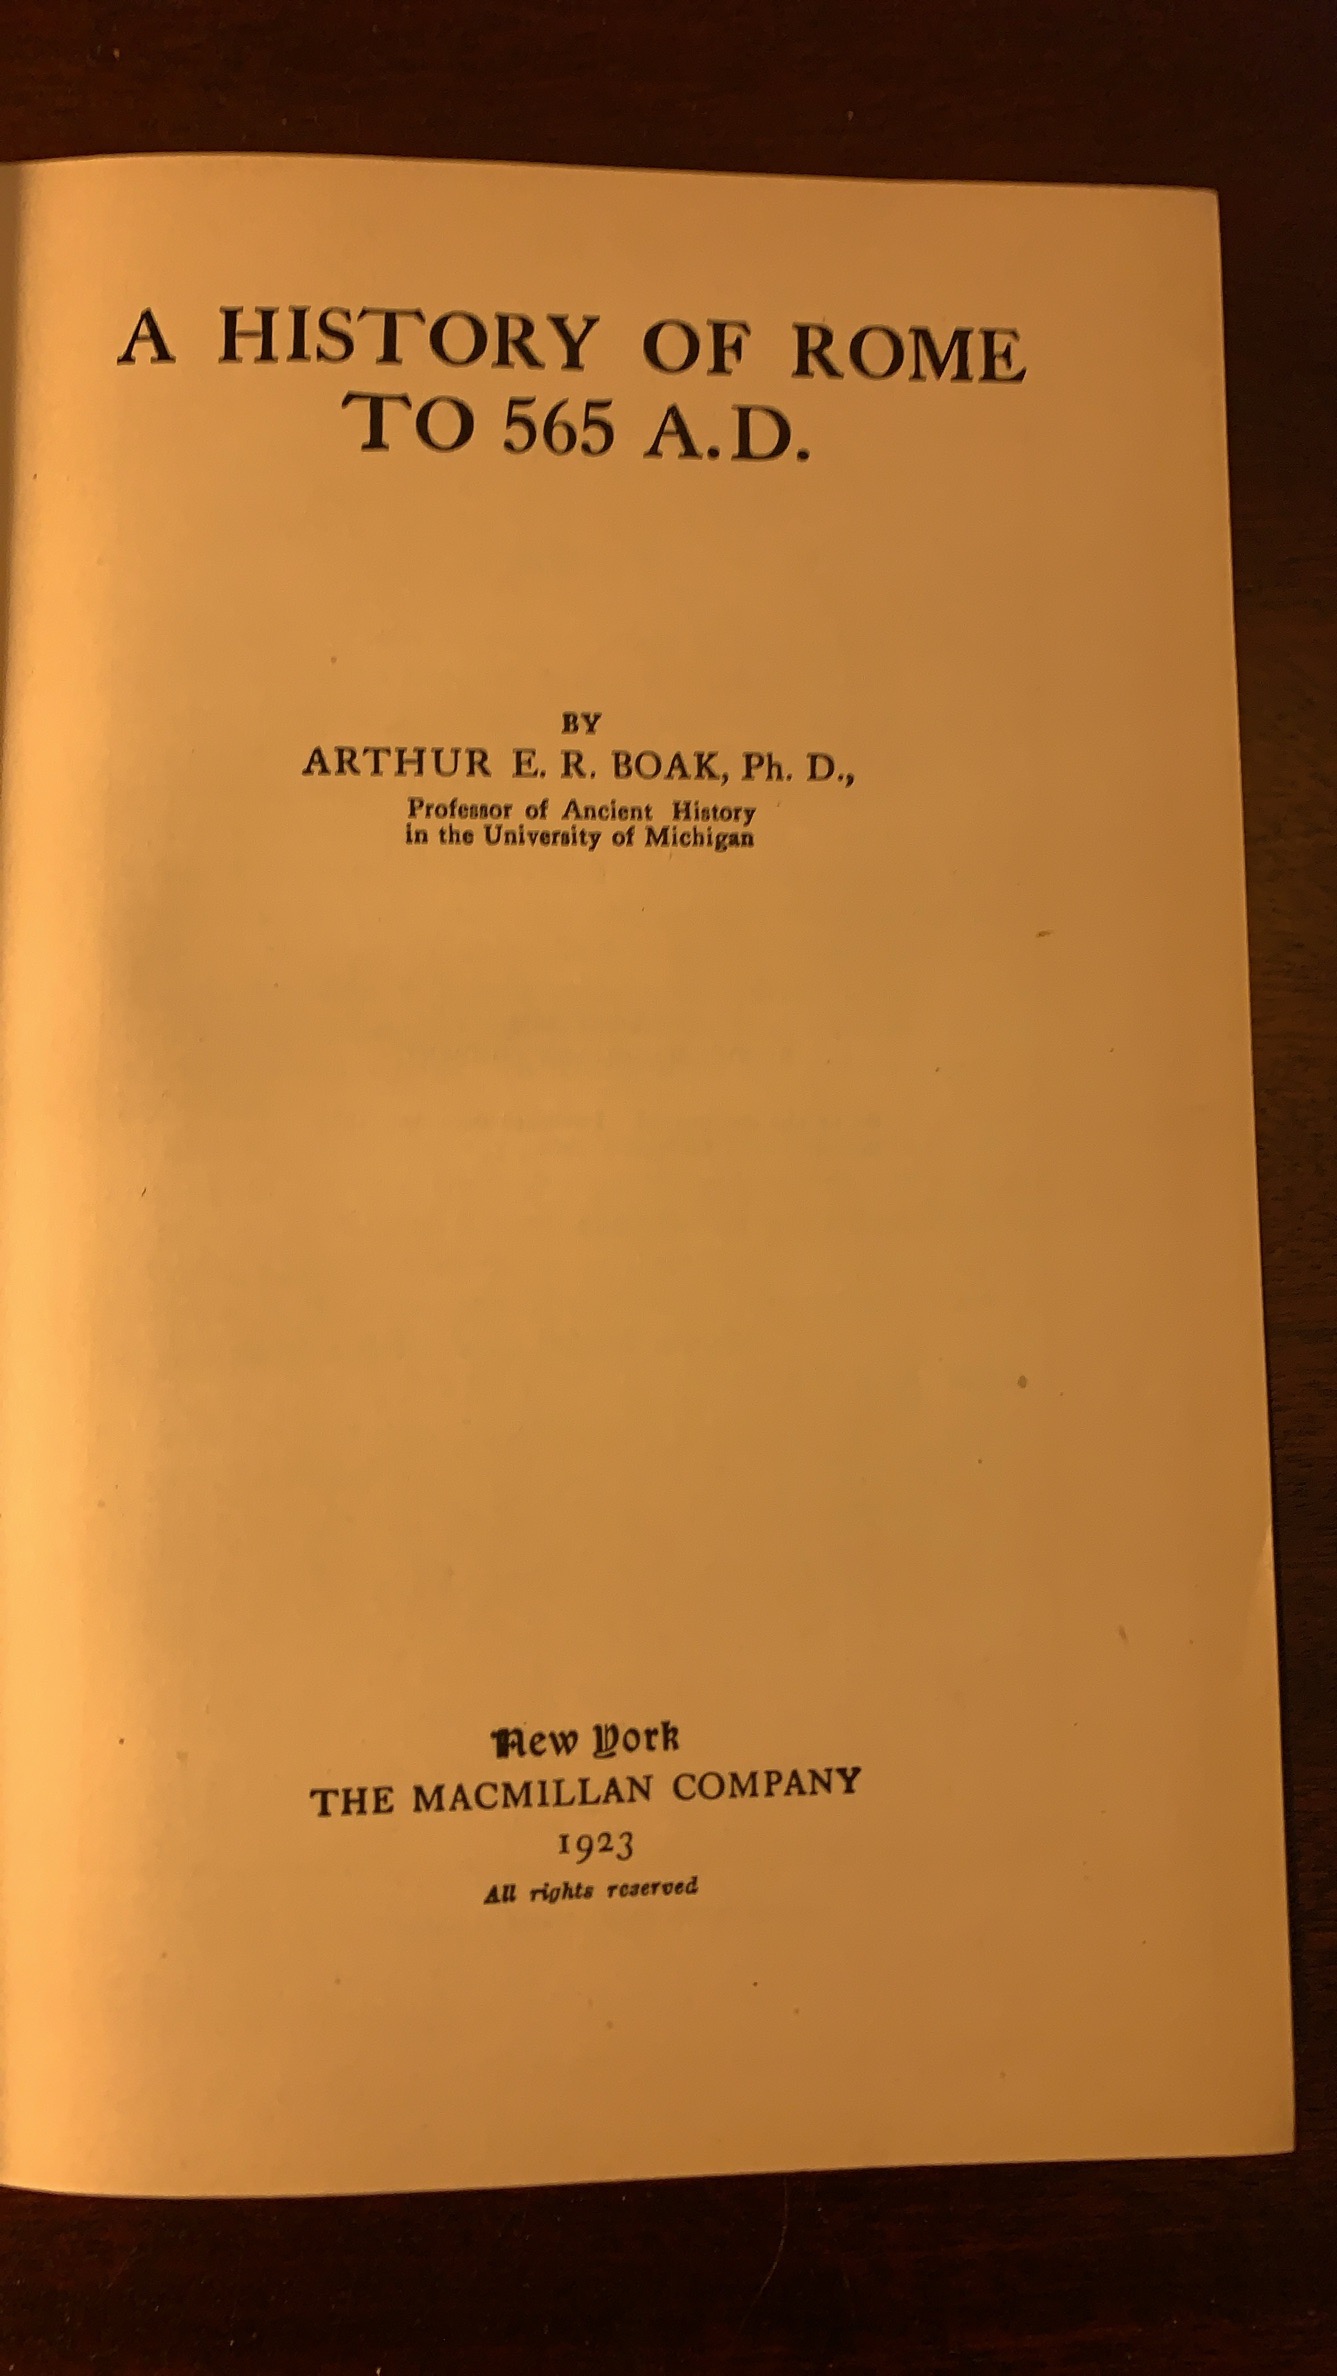 A HISTORY OF ROME
TO 565 A.D.
BY
ARTHUR E. R. BOAK, Ph. D.,
Professor of Ancient History
in the University of Michigan
New York
THE MACMILLAN COMPANY
1923
All rights reserved